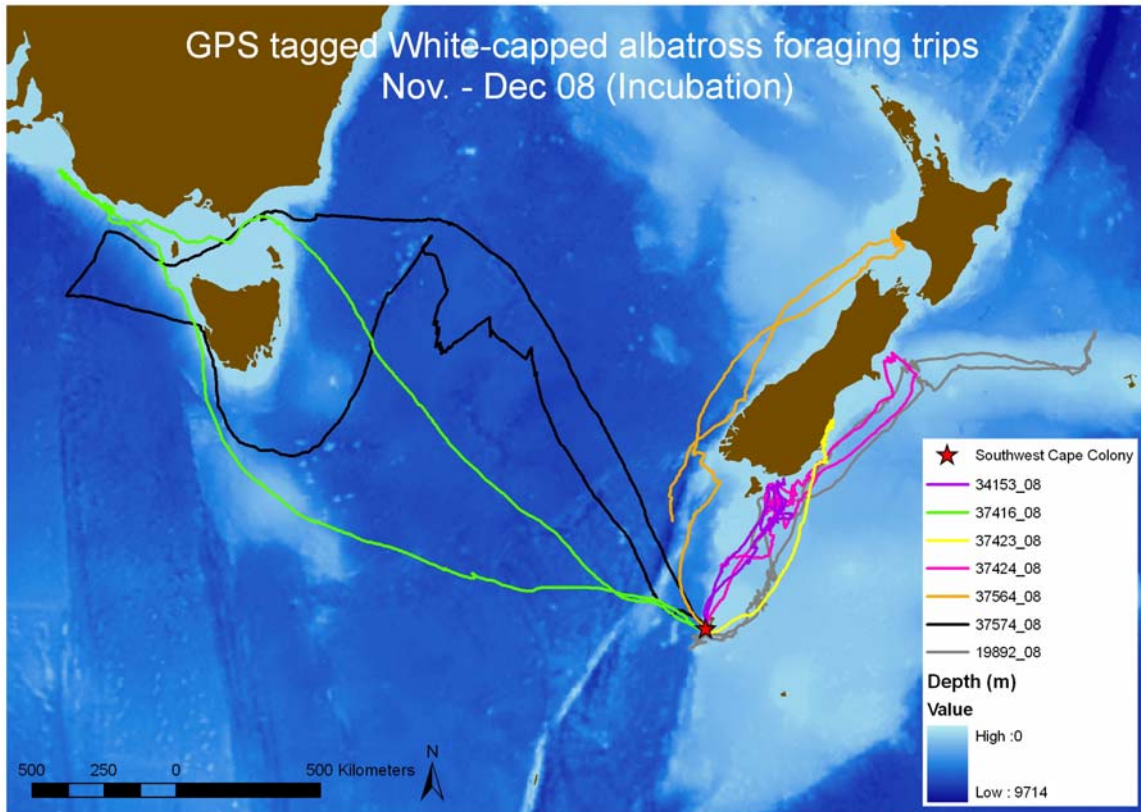 GPS tagged White-capped albatross foraging trips
Nov. - Dec 08 (Incubation)
Southwest Cape Colony
34153_08
37416_08
37423_08
37424_08
37564_08
37574_08
19892_08
Depth (m)
Value
High :0
Low : 9714
N
500 250 0 500 Kilometers